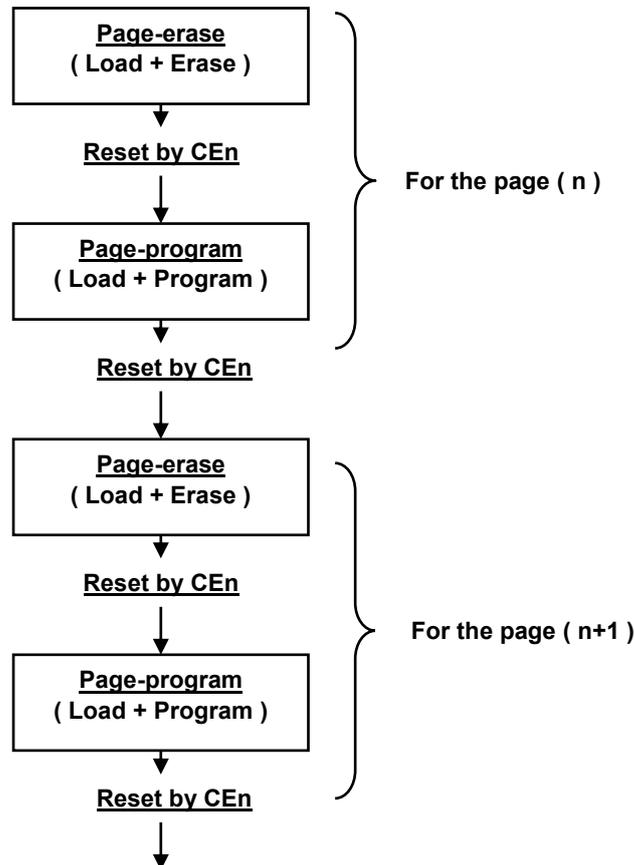 Page-erase
( Load + Erase )
Reset by CEn
For the page ( n )
Page-program
( Load + Program )
Reset by CEn
Page-erase
( Load + Erase )
Reset by CEn
For the page ( n+1 )
Page-program
( Load + Program )
Reset by CEn